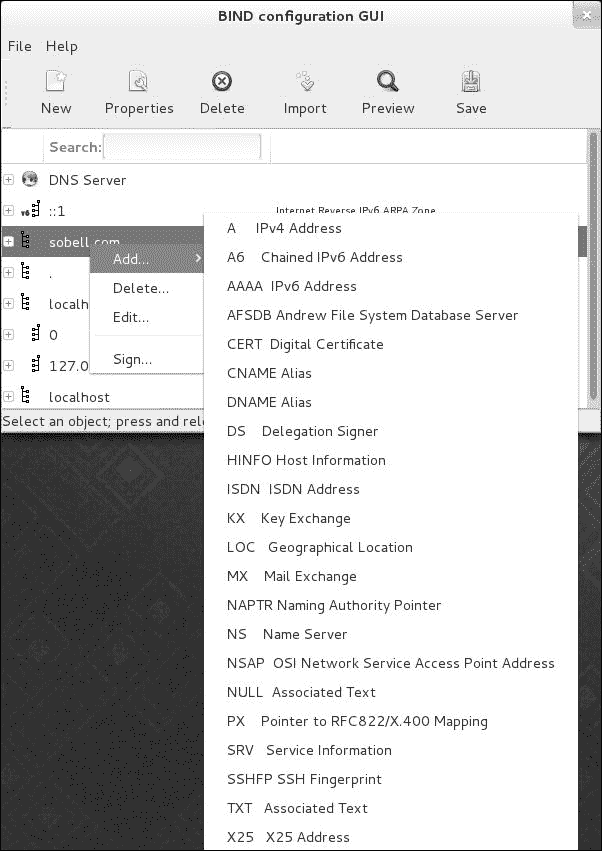 BIND configuration GUI
File Help
New Properties Delete Import Preview Save
Search:
DNS Server
v6 ::1 Internet Reverse IPv6 ARPA Zone
sobell.com
.
localh
0
127.0
localhost
Select an object; press and rele
Add...
Delete...
Edit...
Sign...
A IPv4 Address
A6 Chained IPv6 Address
AAAA IPv6 Address
AFSDB Andrew File System Database Server
CERT Digital Certificate
CNAME Alias
DNAME Alias
DS Delegation Signer
HINFO Host Information
ISDN ISDN Address
KX Key Exchange
LOC Geographical Location
MX Mail Exchange
NAPTR Naming Authority Pointer
NS Name Server
NSAP OSI Network Service Access Point Address
NULL Associated Text
PX Pointer to RFC822/X.400 Mapping
SRV Service Information
SSHFP SSH Fingerprint
TXT Associated Text
X25 X25 Address